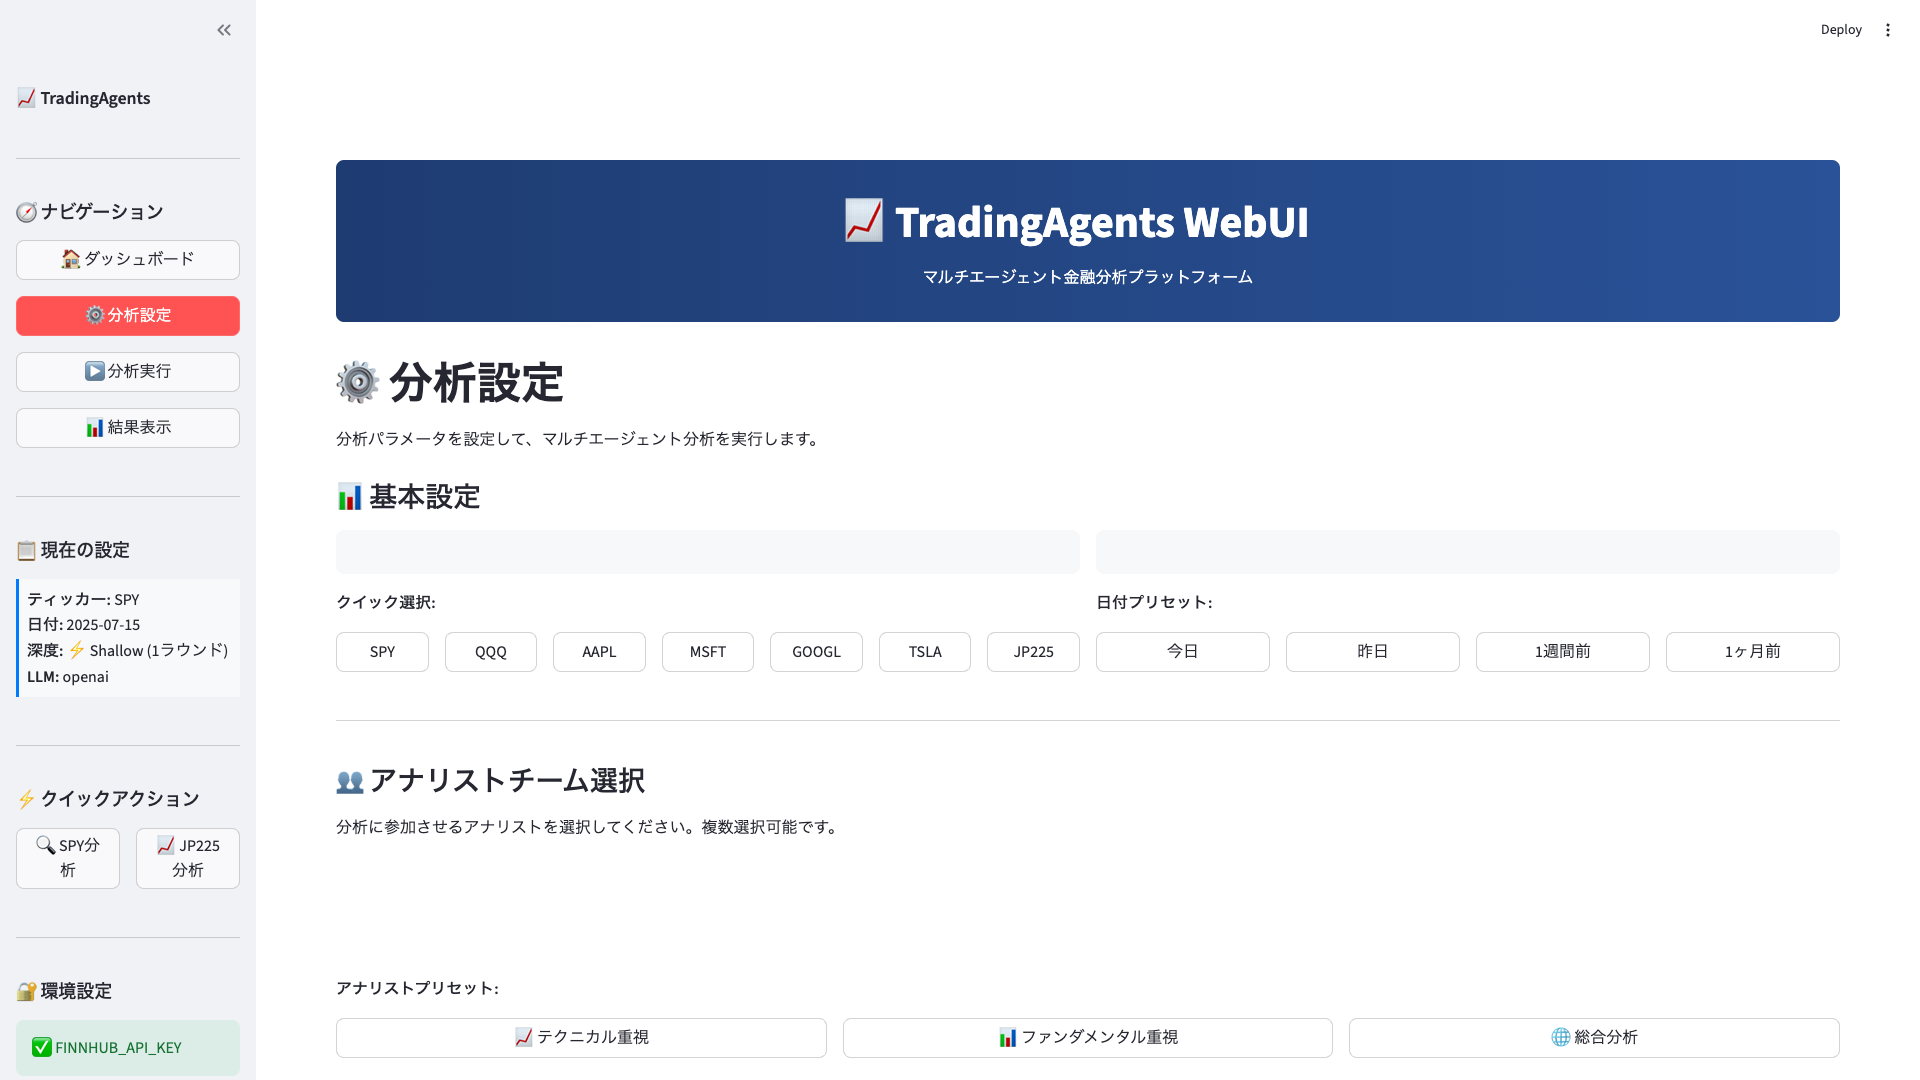 TradingAgents
ナビゲーション
ダッシュボード
分析設定
分析実行
結果表示
現在の設定
ティッカー: SPY
日付: 2025-07-15
深度: ⚡ Shallow (1ラウンド)
LLM: openai
クイックアクション
SPY分
析
JP225
分析
環境設定
FINNHUB_API_KEY
Deploy
TradingAgents WebUI
マルチエージェント金融分析プラットフォーム
分析設定
分析パラメータを設定して、マルチエージェント分析を実行します。
基本設定
クイック選択:
SPY
QQQ
AAPL
MSFT
GOOGL
TSLA
JP225
日付プリセット:
今日
昨日
1週間前
1ヶ月前
アナリストチーム選択
分析に参加させるアナリストを選択してください。複数選択可能です。
アナリストプリセット:
テクニカル重視
ファンダメンタル重視
総合分析